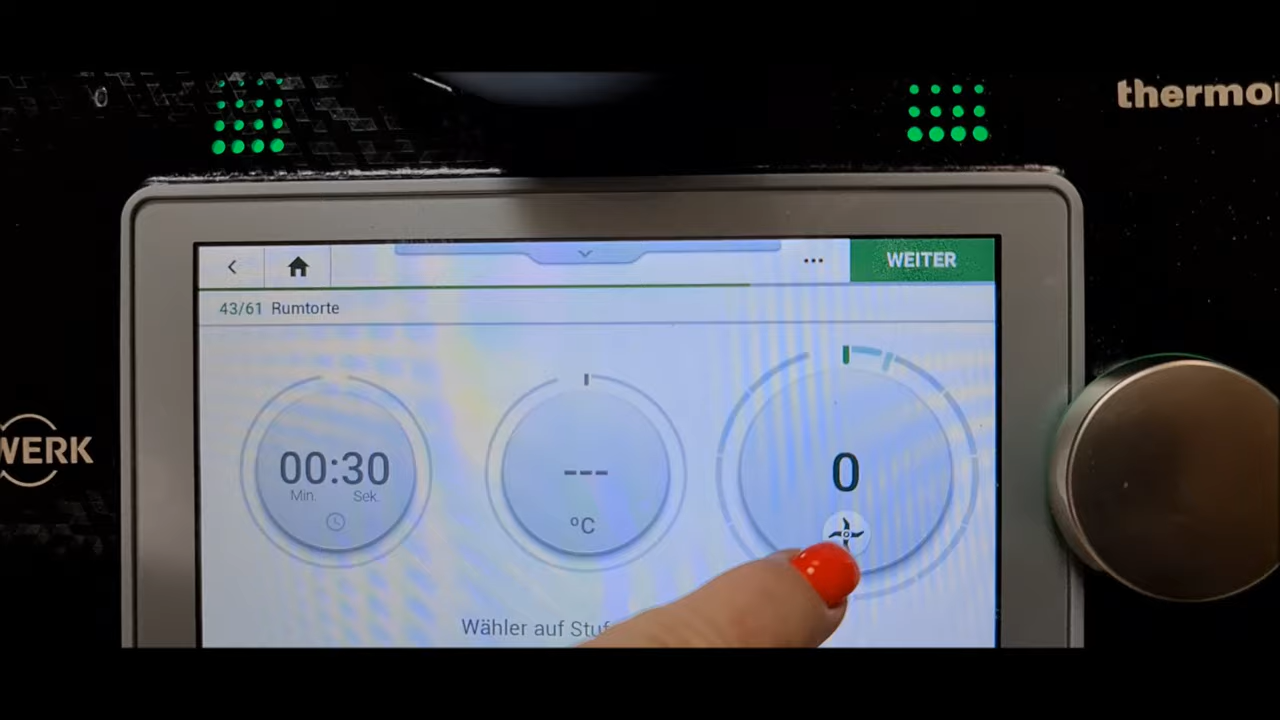 thermo
WERK
WEITER
43/61 Rumtorte
00:30
Min. Sek.
---
°C
0
Wähler auf Stuf